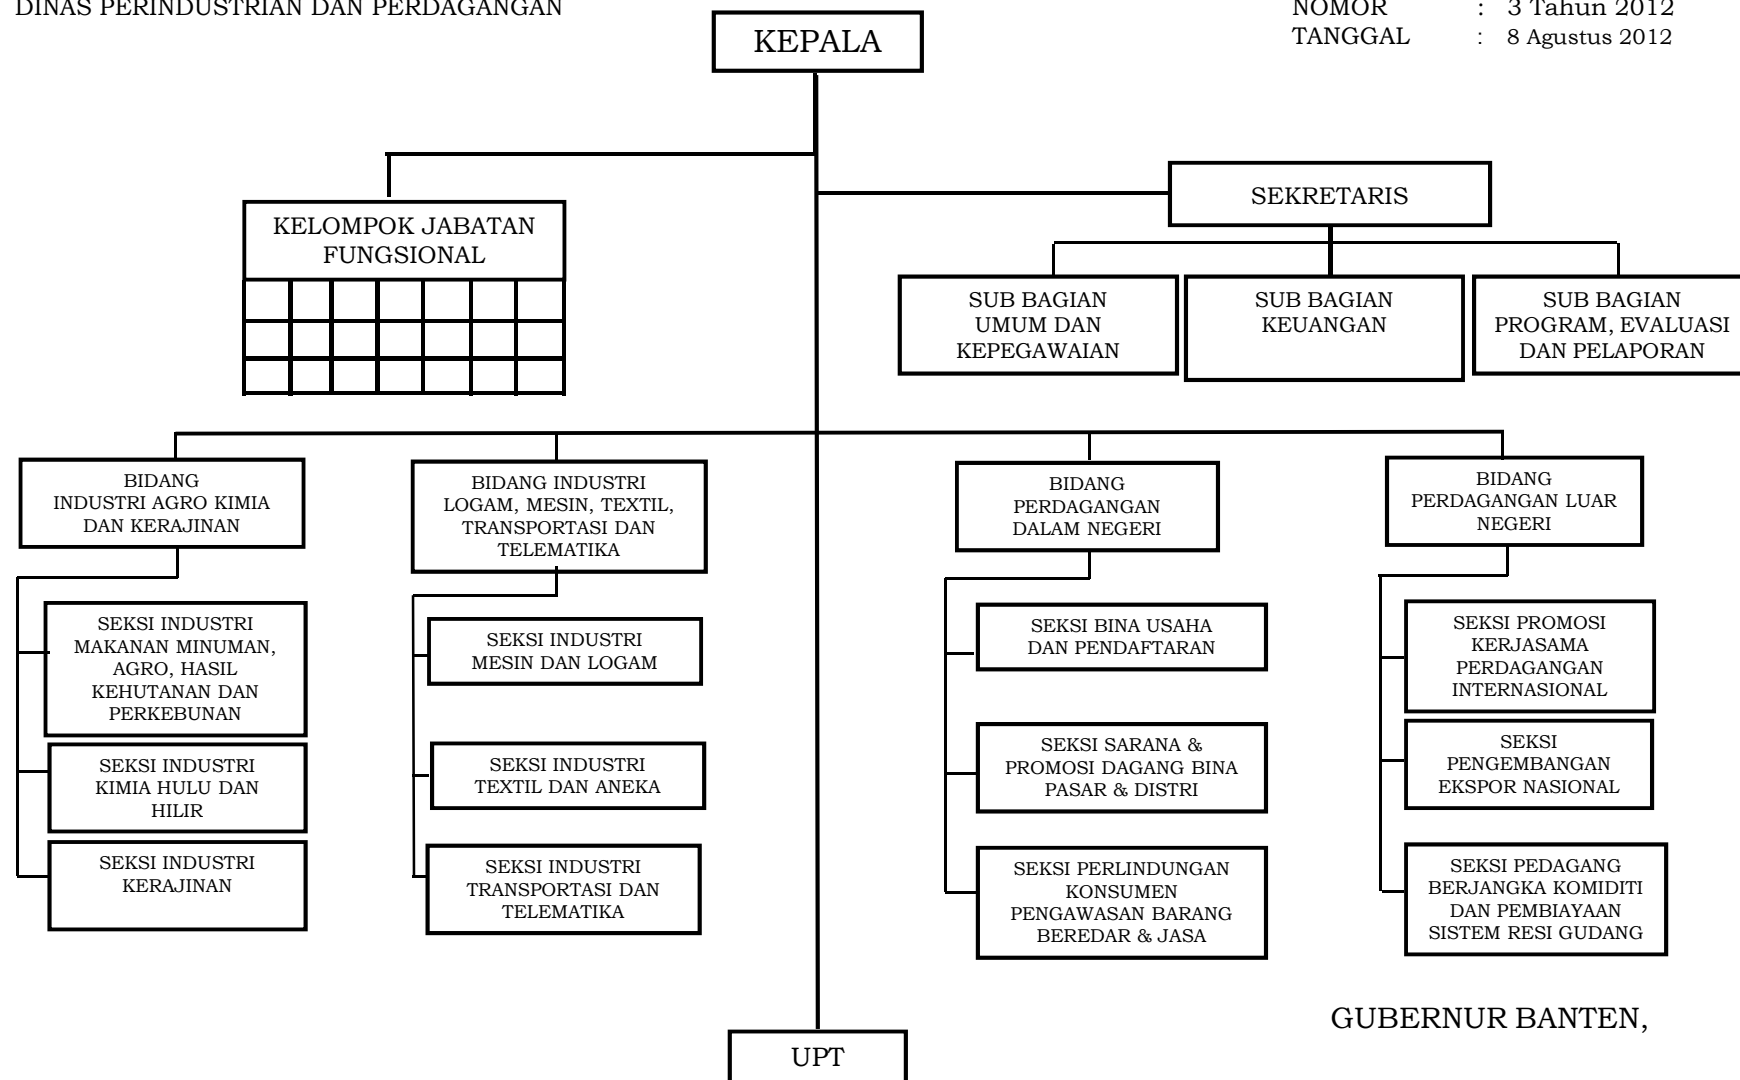 DINAS PERINDUSTRIAN DAN PERDAGANGAN
NOMOR : 3 Tahun 2012
TANGGAL : 8 Agustus 2012
KEPALA
SEKRETARIS
KELOMPOK JABATAN
FUNGSIONAL
SUB BAGIAN
UMUM DAN
KEPEGAWAIAN
SUB BAGIAN
KEUANGAN
SUB BAGIAN
PROGRAM, EVALUASI
DAN PELAPORAN
BIDANG
INDUSTRI AGRO KIMIA
DAN KERAJINAN
BIDANG INDUSTRI
LOGAM, MESIN, TEXTIL,
TRANSPORTASI DAN
TELEMATIKA
BIDANG
PERDAGANGAN
DALAM NEGERI
BIDANG
PERDAGANGAN LUAR
NEGERI
SEKSI INDUSTRI
MAKANAN MINUMAN,
AGRO, HASIL
KEHUTANAN DAN
PERKEBUNAN
SEKSI INDUSTRI
KIMIA HULU DAN
HILIR
SEKSI INDUSTRI
KERAJINAN
SEKSI INDUSTRI
MESIN DAN LOGAM
SEKSI INDUSTRI
TEXTIL DAN ANEKA
SEKSI INDUSTRI
TRANSPORTASI DAN
TELEMATIKA
SEKSI BINA USAHA
DAN PENDAFTARAN
SEKSI SARANA &
PROMOSI DAGANG BINA
PASAR & DISTRI
SEKSI PERLINDUNGAN
KONSUMEN
PENGAWASAN BARANG
BEREDAR & JASA
SEKSI PROMOSI
KERJASAMA
PERDAGANGAN
INTERNASIONAL
SEKSI
PENGEMBANGAN
EKSPOR NASIONAL
SEKSI PEDAGANG
BERJANGKA KOMIDITI
DAN PEMBIAYAAN
SISTEM RESI GUDANG
GUBERNUR BANTEN,
UPT